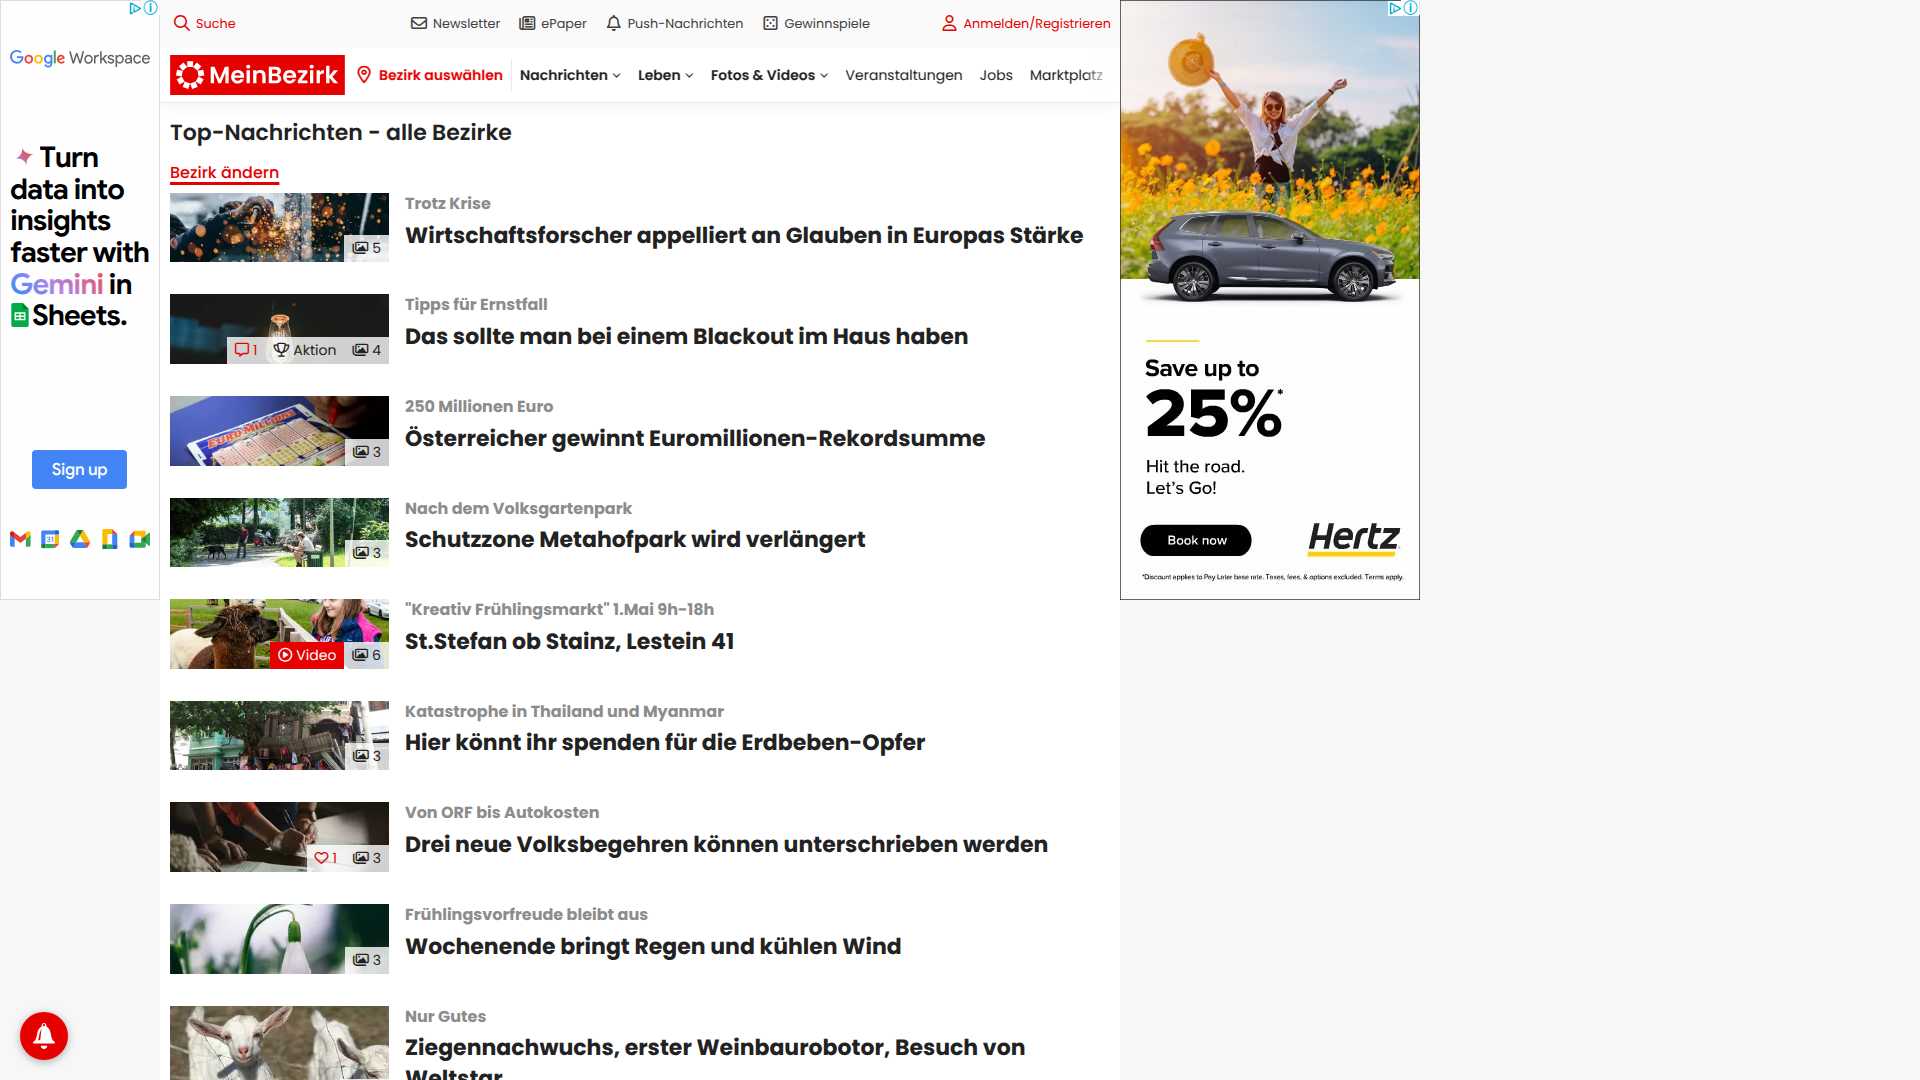 Suche
Newsletter
ePaper
Push-Nachrichten
Gewinnspiele
Anmelden/Registrieren
MeinBezirk
Bezirk auswählen
Nachrichten
Leben
Fotos & Videos
Veranstaltungen
Jobs
Marktplatz
Google Workspace
Turn
data into
insights
faster with
Gemini in
Sheets.
Sign up
Top-Nachrichten - alle Bezirke
Bezirk ändern
5
Trotz Krise
Wirtschaftsforscher appelliert an Glauben in Europas Stärke
1 Aktion 4
Tipps für Ernstfall
Das sollte man bei einem Blackout im Haus haben
EURO MILLIONEN
3
250 Millionen Euro
Österreicher gewinnt Euromillionen-Rekordsumme
3
Nach dem Volksgartenpark
Schutzzone Metahofpark wird verlängert
Video 6
"Kreativ Frühlingsmarkt" 1.Mai 9h-18h
St.Stefan ob Stainz, Lestein 41
3
Katastrophe in Thailand und Myanmar
Hier könnt ihr spenden für die Erdbeben-Opfer
1 3
Von ORF bis Autokosten
Drei neue Volksbegehren können unterschrieben werden
3
Frühlingsvorfreude bleibt aus
Wochenende bringt Regen und kühlen Wind
Nur Gutes
Ziegennachwuchs, erster Weinbaurobotor, Besuch von
Weltstar
Save up to
25%*
Hit the road.
Let's Go!
Book now
Hertz
*Discount applies to Pay Later base rate. Taxes, fees, & options excluded. Terms apply.
31